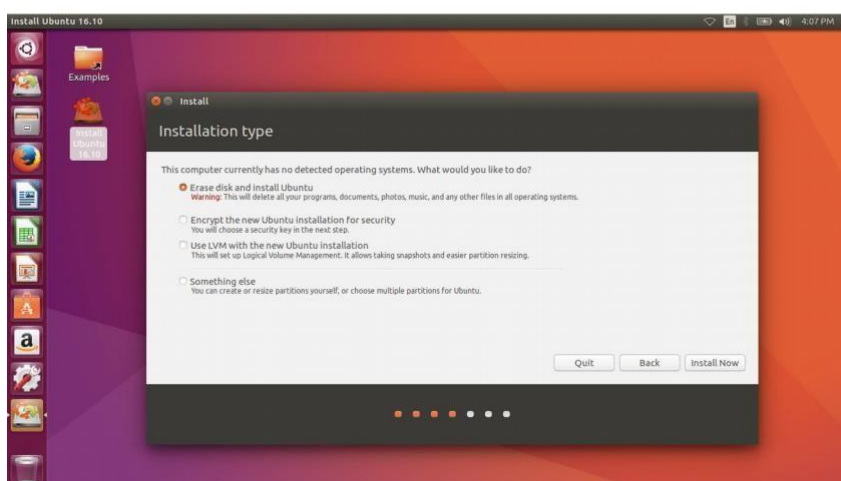 Install Ubuntu 16.10
En
4:07 PM
Examples
Install
Ubuntu
16.10
Install
Installation type
This computer currently has no detected operating systems. What would you like to do?
Erase disk and install Ubuntu
Warning: This will delete all your programs, documents, photos, music, and any other files in all operating systems.
Encrypt the new Ubuntu installation for security
You will choose a security key in the next step.
Use LVM with the new Ubuntu installation
This will set up Logical Volume Management. It allows taking snapshots and easier partition resizing.
Something else
You can create or resize partitions yourself, or choose multiple partitions for Ubuntu.
Quit
Back
Install Now
A
a